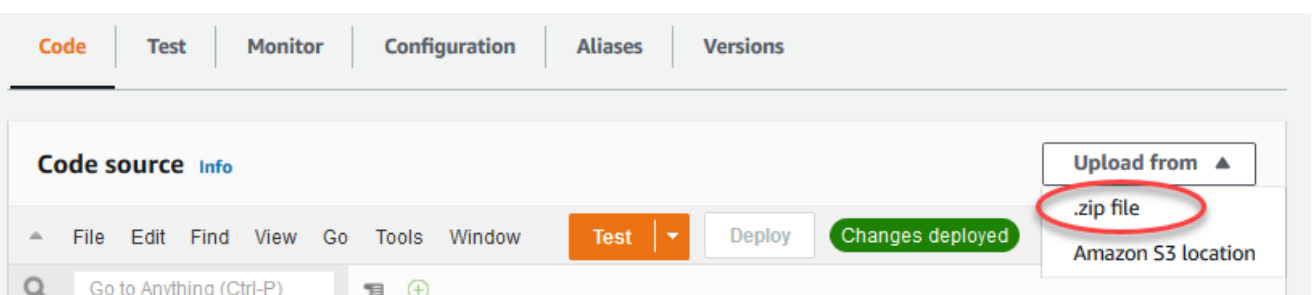 Code Test Monitor Configuration Aliases Versions
Code source Info
Upload from
.zip file
Amazon S3 location
File Edit Find View Go Tools Window Test Deploy Changes deployed
Go to Anything (Ctrl-P)